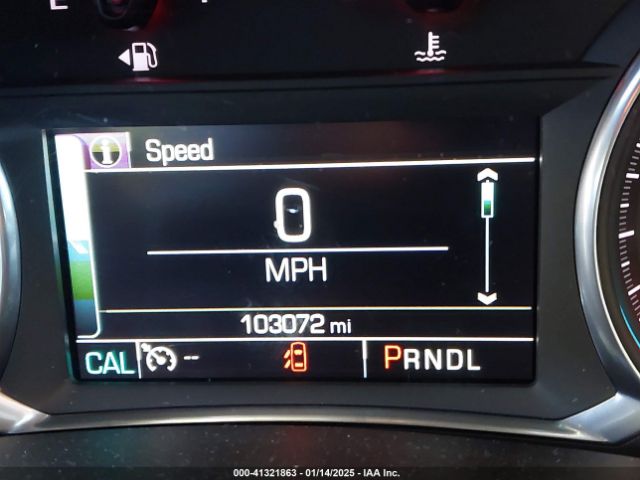 E
Speed
0
MPH
103072 mi
CAL -- PRNDL
000-41321863 - 01/14/2025 - IAA Inc.